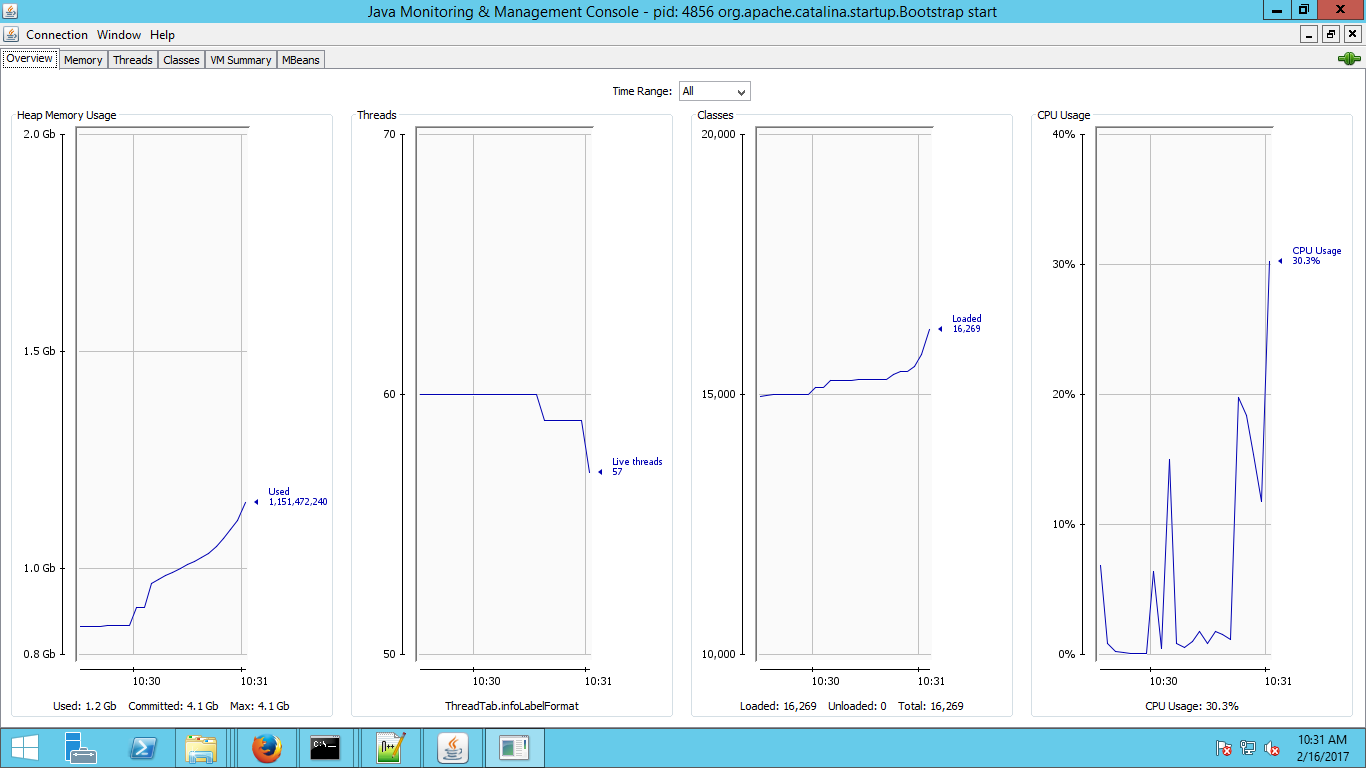 Java Monitoring & Management Console - pid: 4856 org.apache.catalina.startup.Bootstrap start
Connection Window Help
Overview Memory Threads Classes VM Summary MBeans
Time Range: All
Heap Memory Usage
2.0 Gb
1.5 Gb
1.0 Gb
0.8 Gb
Used
1,151,472,240
10:30 10:31
Used: 1.2 Gb Committed: 4.1 Gb Max: 4.1 Gb
Threads
70
60
50
Live threads
57
10:30 10:31
ThreadTab.infoLabelFormat
Classes
20,000
15,000
10,000
Loaded
16,269
10:30 10:31
Loaded: 16,269 Unloaded: 0 Total: 16,269
CPU Usage
40%
30%
20%
10%
0%
CPU Usage
30.3%
10:30 10:31
CPU Usage: 30.3%
C:\
n++
10:31 AM
2/16/2017